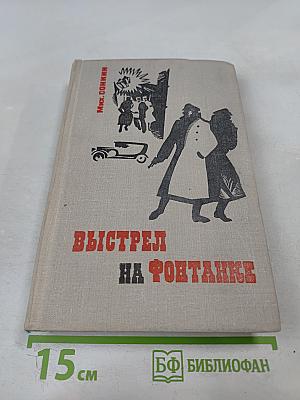 Мих. СОНКИН
ВЫСТРЕЛ
НА ФОНТАНКЕ
15 см
БФ БИБЛИОФАН